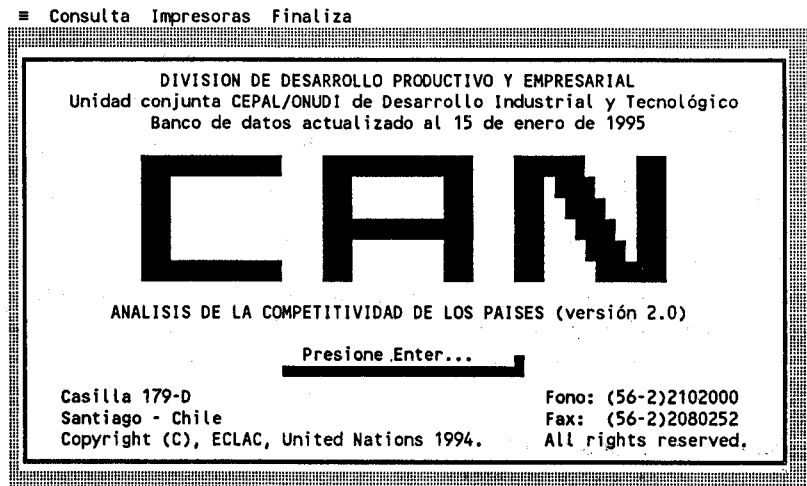 ≡ Consulta Impresoras Finaliza
DIVISION DE DESARROLLO PRODUCTIVO Y EMPRESARIAL
Unidad conjunta CEPAL/ONUDI de Desarrollo Industrial y Tecnológico
Banco de datos actualizado al 15 de enero de 1995
CAN
ANALISIS DE LA COMPETITIVIDAD DE LOS PAISES (versión 2.0)
Presione Enter...
Casilla 179-D Fono: (56-2)2102000
Santiago - Chile Fax: (56-2)2080252
Copyright (C), ECLAC, United Nations 1994. All rights reserved.